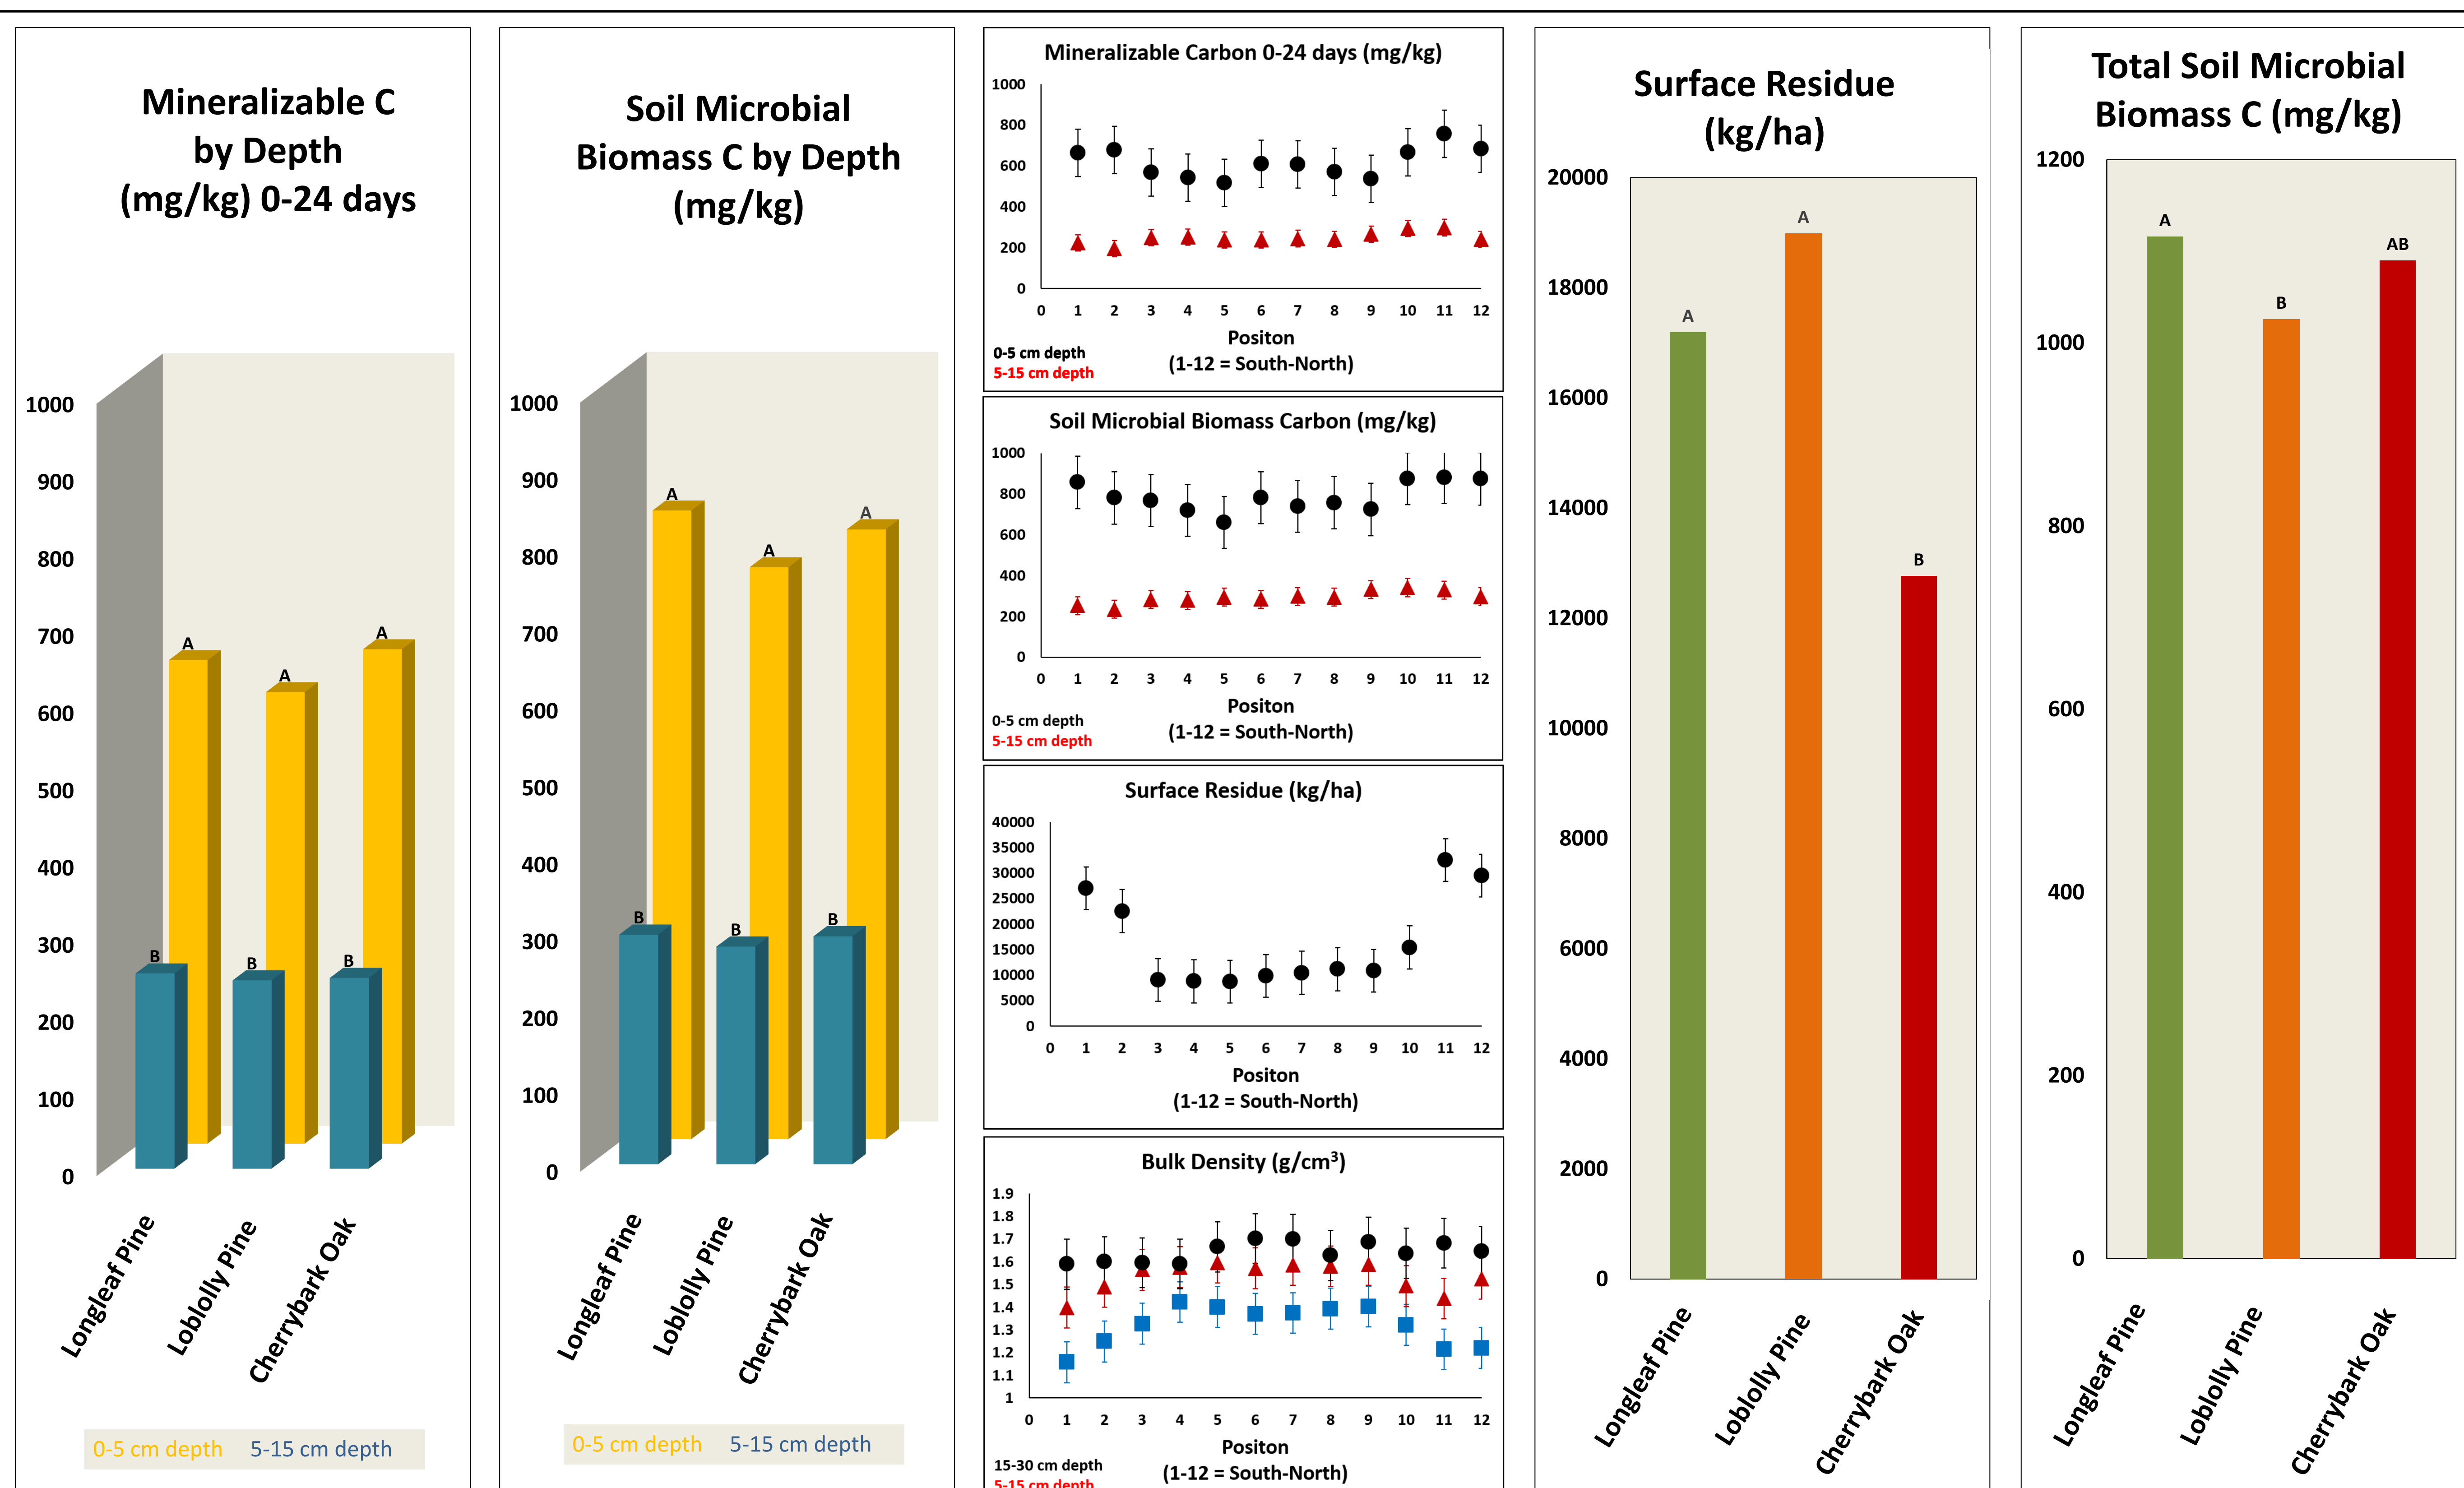 Mineralizable C
by Depth
(mg/kg) 0-24 days
1000
900
800
700
600
500
400
300
200
100
0
A
A
A
B
B
B
Longleaf Pine
Loblolly Pine
Cherrybark Oak
0-5 cm depth 5-15 cm depth
Soil Microbial
Biomass C by Depth
(mg/kg)
1000
900
800
700
600
500
400
300
200
100
0
A
A
A
B
B
B
Longleaf Pine
Loblolly Pine
Cherrybark Oak
0-5 cm depth 5-15 cm depth
Mineralizable Carbon 0-24 days (mg/kg)
1000
800
600
400
200
0
0 1 2 3 4 5 6 7 8 9 10 11 12
Positon
(1-12 = South-North)
0-5 cm depth
5-15 cm depth
Soil Microbial Biomass Carbon (mg/kg)
1000
800
600
400
200
0
0 1 2 3 4 5 6 7 8 9 10 11 12
Positon
(1-12 = South-North)
0-5 cm depth
5-15 cm depth
Surface Residue (kg/ha)
40000
35000
30000
25000
20000
15000
10000
5000
0
0 1 2 3 4 5 6 7 8 9 10 11 12
Positon
(1-12 = South-North)
Bulk Density (g/cm³)
1.9
1.8
1.7
1.6
1.5
1.4
1.3
1.2
1.1
1
0 1 2 3 4 5 6 7 8 9 10 11 12
Positon
(1-12 = South-North)
15-30 cm depth
5-15 cm depth
Surface Residue
(kg/ha)
20000
18000
16000
14000
12000
10000
8000
6000
4000
2000
0
A
A
B
Longleaf Pine
Loblolly Pine
Cherrybark Oak
Total Soil Microbial
Biomass C (mg/kg)
1200
1000
800
600
400
200
0
A
B
AB
Longleaf Pine
Loblolly Pine
Cherrybark Oak